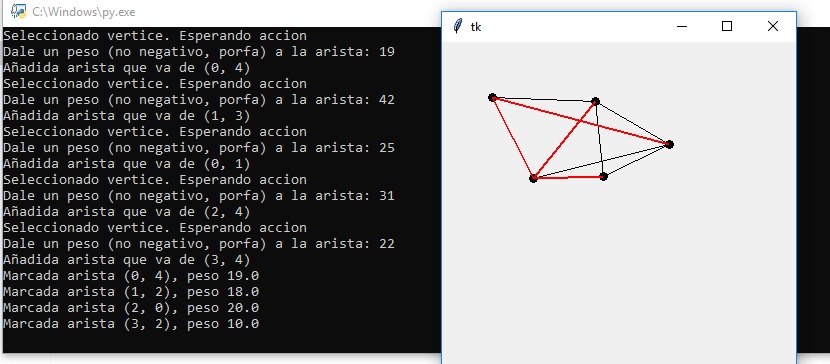 C:\Windows\py.exe
Seleccionado vertice. Esperando accion
Dale un peso (no negativo, porfa) a la arista: 19
Añadida arista que va de (0, 4)
Seleccionado vertice. Esperando accion
Dale un peso (no negativo, porfa) a la arista: 42
Añadida arista que va de (1, 3)
Seleccionado vertice. Esperando accion
Dale un peso (no negativo, porfa) a la arista: 25
Añadida arista que va de (0, 1)
Seleccionado vertice. Esperando accion
Dale un peso (no negativo, porfa) a la arista: 31
Añadida arista que va de (2, 4)
Seleccionado vertice. Esperando accion
Dale un peso (no negativo, porfa) a la arista: 22
Añadida arista que va de (3, 4)
Marcada arista (0, 4), peso 19.0
Marcada arista (1, 2), peso 18.0
Marcada arista (2, 0), peso 20.0
Marcada arista (3, 2), peso 10.0
tk